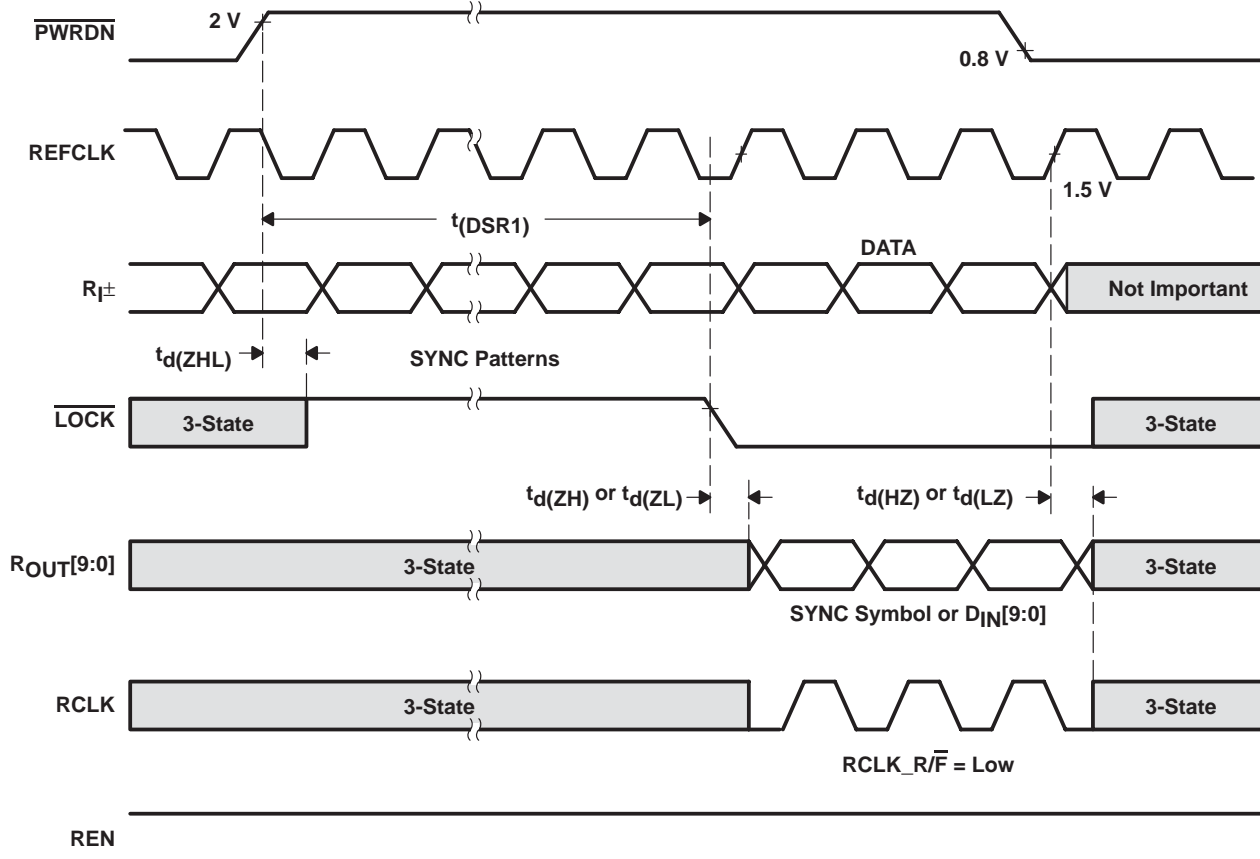 PWRDN
2 V
0.8 V
REFCLK
1.5 V
t(DSR1)
DATA
RI±
Not Important
td(ZHL)
SYNC Patterns
LOCK
3-State
3-State
td(ZH) or td(ZL)
td(HZ) or td(LZ)
ROUT[9:0]
3-State
3-State
SYNC Symbol or DIN[9:0]
RCLK
3-State
3-State
RCLK_R/F̅ = Low
REN